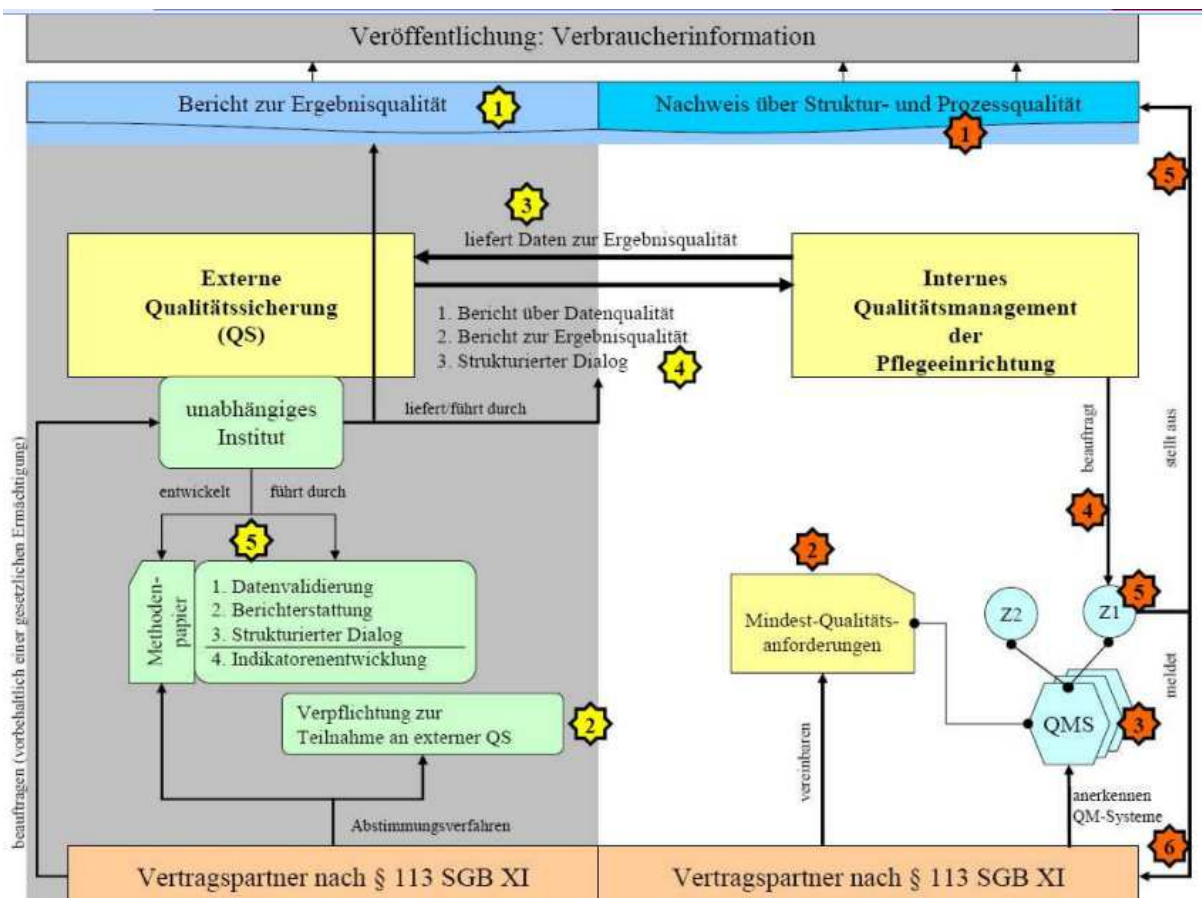 Veröffentlichung: Verbraucherinformation
Bericht zur Ergebnisqualität
1
Nachweis über Struktur- und Prozessqualität
1
5
3
liefert Daten zur Ergebnisqualität
Externe
Qualitätssicherung
(QS)
Internes
Qualitätsmanagement
der
Pflegeeinrichtung
1. Bericht über Datenqualität
2. Bericht zur Ergebnisqualität
3. Strukturierter Dialog
4
unabhängiges
Institut
liefert/führt durch
beauftragt
stellt aus
entwickelt
führt durch
5
4
2
Methoden-
papier
1. Datenvalidierung
2. Berichterstattung
3. Strukturierter Dialog
4. Indikatorenentwicklung
Mindest-Qualitäts-
anforderungen
Z2
Z1
5
meldet
Verpflichtung zur
Teilnahme an externer QS
2
QMS
3
vereinbaren
anerkennen
QM-Systeme
Abstimmungsverfahren
6
beauftragen (vorbehaltlich einer gesetzlichen Ermächtigung)
Vertragspartner nach § 113 SGB XI
Vertragspartner nach § 113 SGB XI